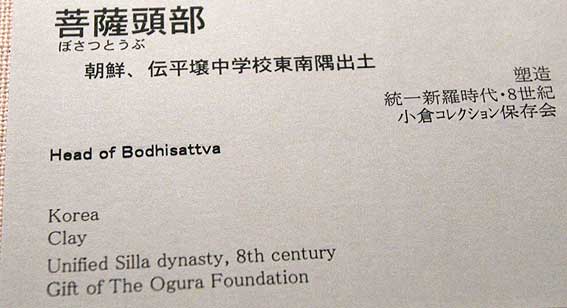 菩薩頭部
ぼさつとうぶ
朝鮮、伝平壌中学校東南隅出土
塑造
統一新羅時代・8世紀
小倉コレクション保存会
Head of Bodhisattva
Korea
Clay
Unified Silla dynasty, 8th century
Gift of The Ogura Foundation